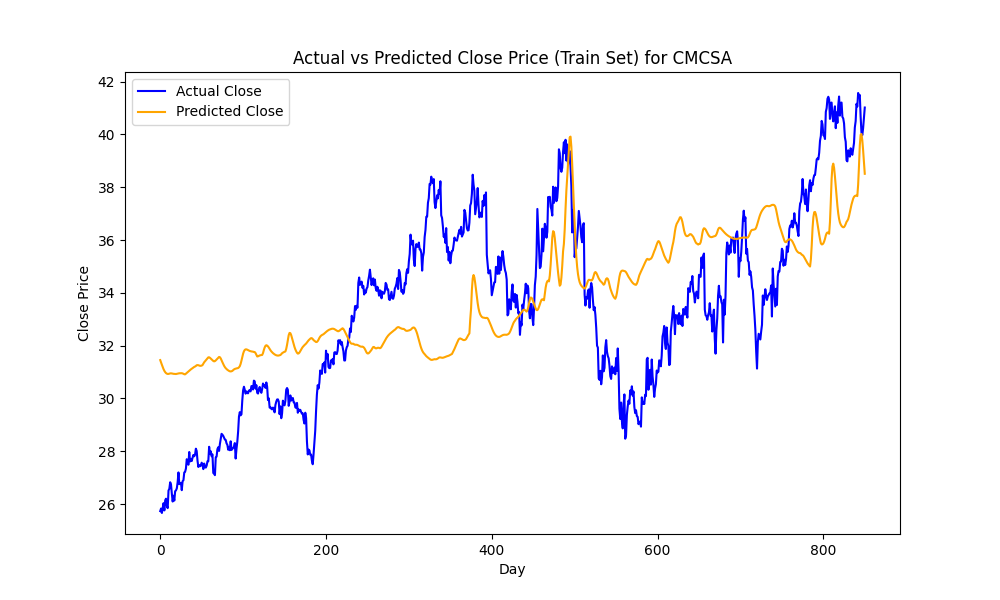 Actual vs Predicted Close Price (Train Set) for CMCSA
Actual Close
Predicted Close
42
40
38
36
34
32
30
28
26
Close Price
0 200 400 600 800
Day